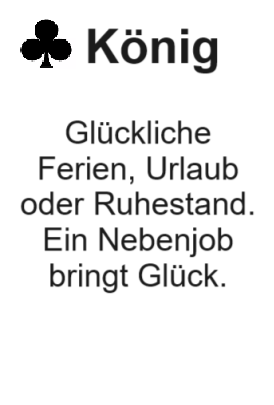 ♣ König
Glückliche
Ferien, Urlaub
oder Ruhestand.
Ein Nebenjob
bringt Glück.